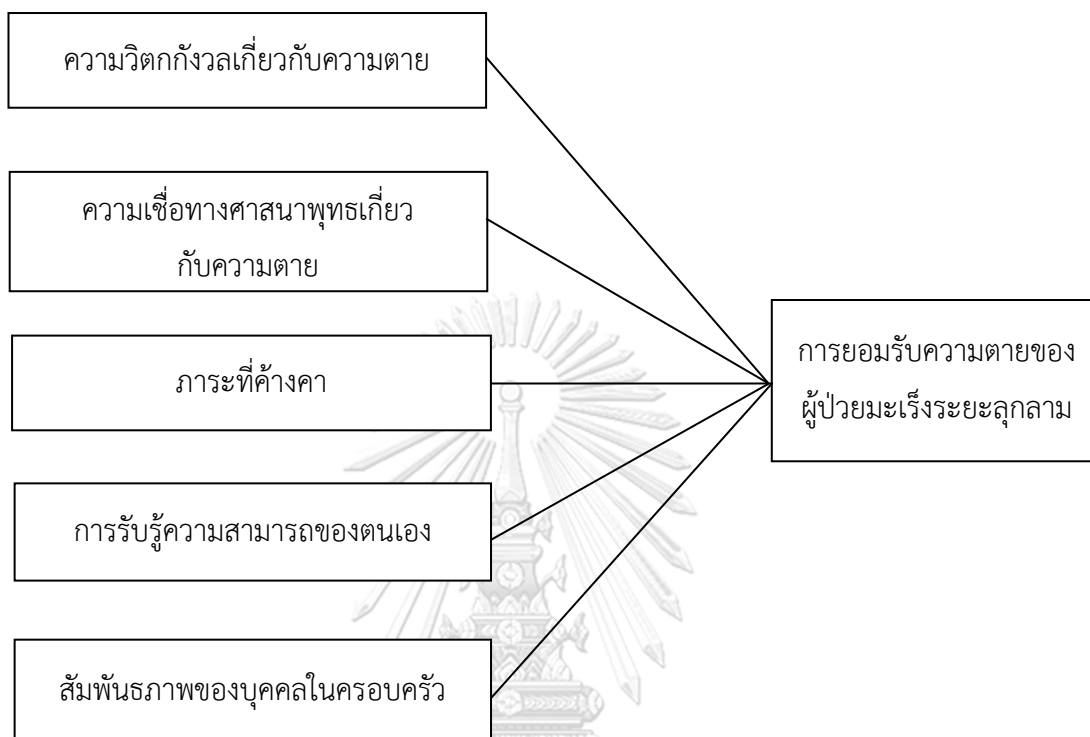 ความวิตกกังวลเกี่ยวกับความตาย
ความเชื่อทางศาสนาพุทธเกี่ยว
กับความตาย
ภาระที่ค้างคา
การรับรู้ความสามารถของตนเอง
สัมพันธภาพของบุคคลในครอบครัว
การยอมรับความตายของ
ผู้ป่วยมะเร็งระยะลุกลาม